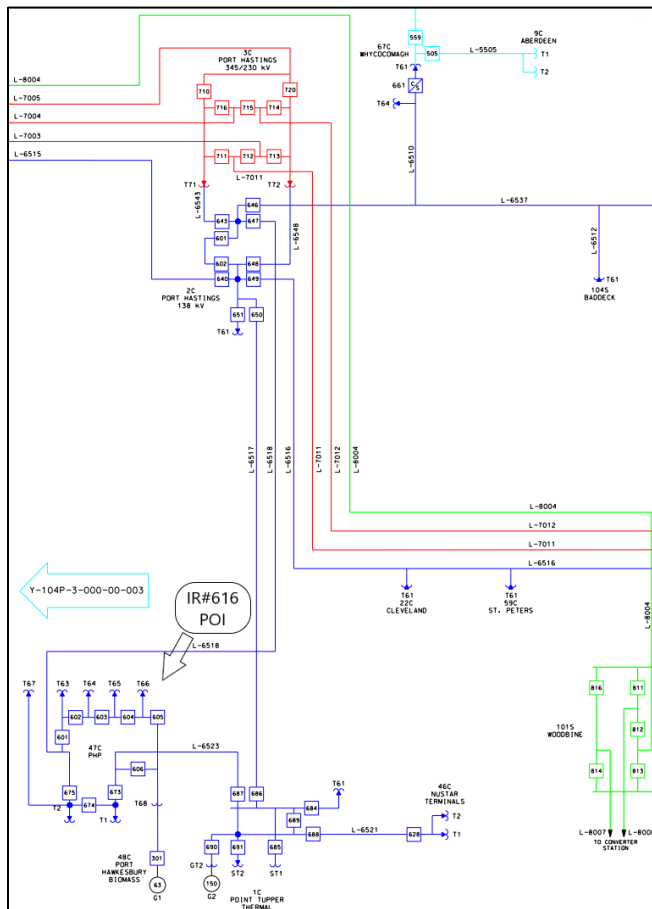 559
67C
WHYCOCOMAGH
9C
ABERDEEN
505
L-5505
T1
T2
T61
661
C/S
T64
L-6510
L-8004
3C
PORT HASTINGS
345/230 kV
L-7005
710
720
L-7004
716
715
714
L-7003
711
712
713
L-7011
L-6515
T71
T72
L-6543
L-6548
646
L-6537
643
647
601
L-6512
602
648
640
649
T61
104S
BADDECK
2C
PORT HASTINGS
138 kV
651
650
T61
L-6517
L-6518
L-6516
L-7011
L-7012
L-8004
L-8004
L-7012
L-7011
L-6516
T61
22C
CLEVELAND
T61
59C
ST. PETERS
L-8004
Y-104P-3-000-00-003
IR#616
POI
L-6518
T67
T63
T64
T65
T66
602
603
604
605
601
47C
PHP
L-6523
606
675
674
673
T2
T1
T68
687
686
T61
684
689
46C
NUSTAR
TERMINALS
T2
T1
688
L-6521
628
690
691
685
GT2
ST2
ST1
48C
PORT
HAWKESBURY
BIOMASS
301
63
G1
150
G2
1C
POINT TUPPER
THERMAL
816
811
101S
WOODBINE
812
814
813
L-8007
TO CONVERTER
STATION